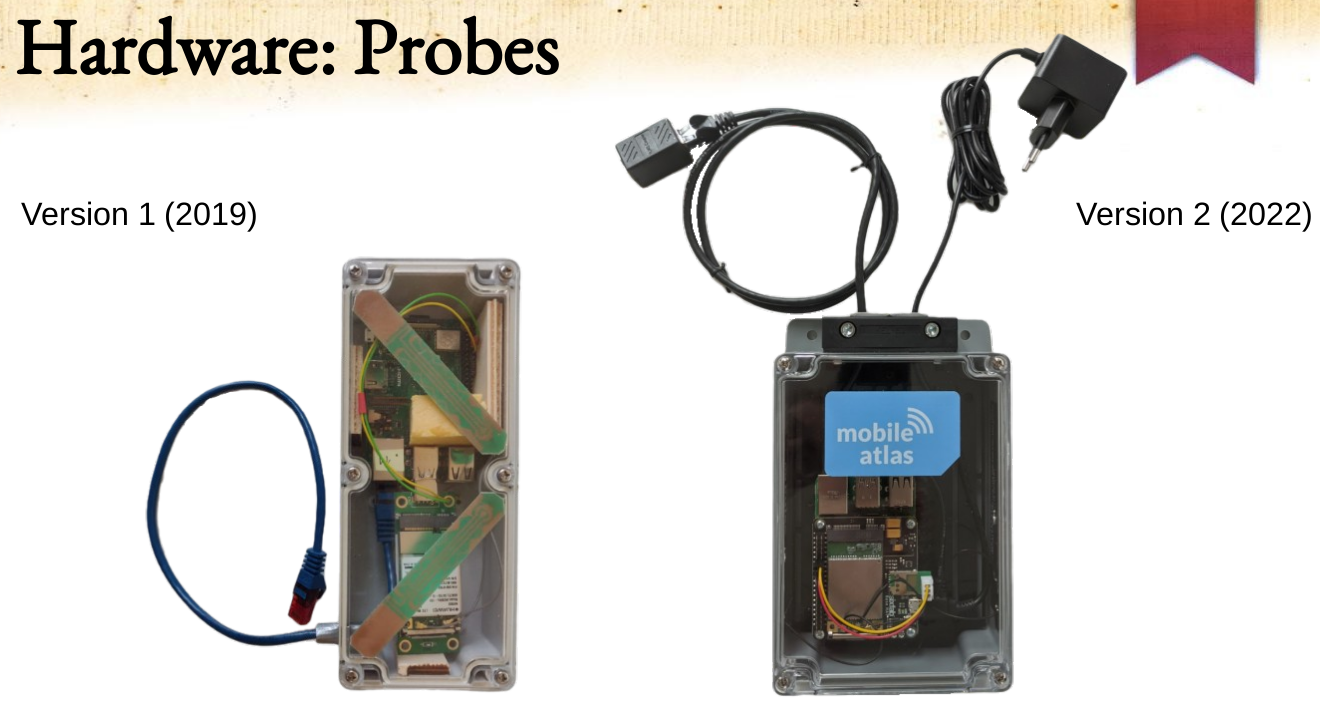 Hardware: Probes
Version 1 (2019)
Version 2 (2022)
mobile
atlas